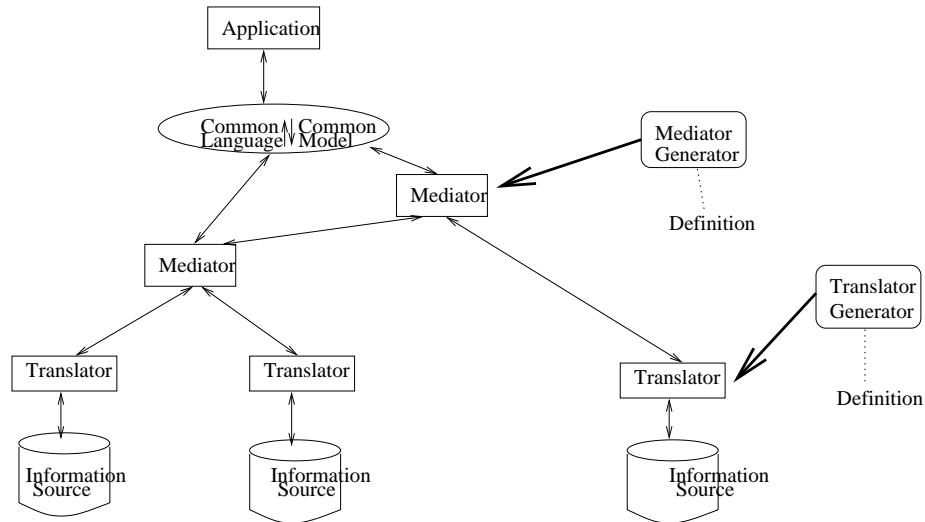 Application
Common Common
Language Model
Mediator
Generator
Mediator
Definition
Mediator
Translator
Generator
Translator
Translator
Translator
Definition
Information
Source
Information
Source
Information
Source